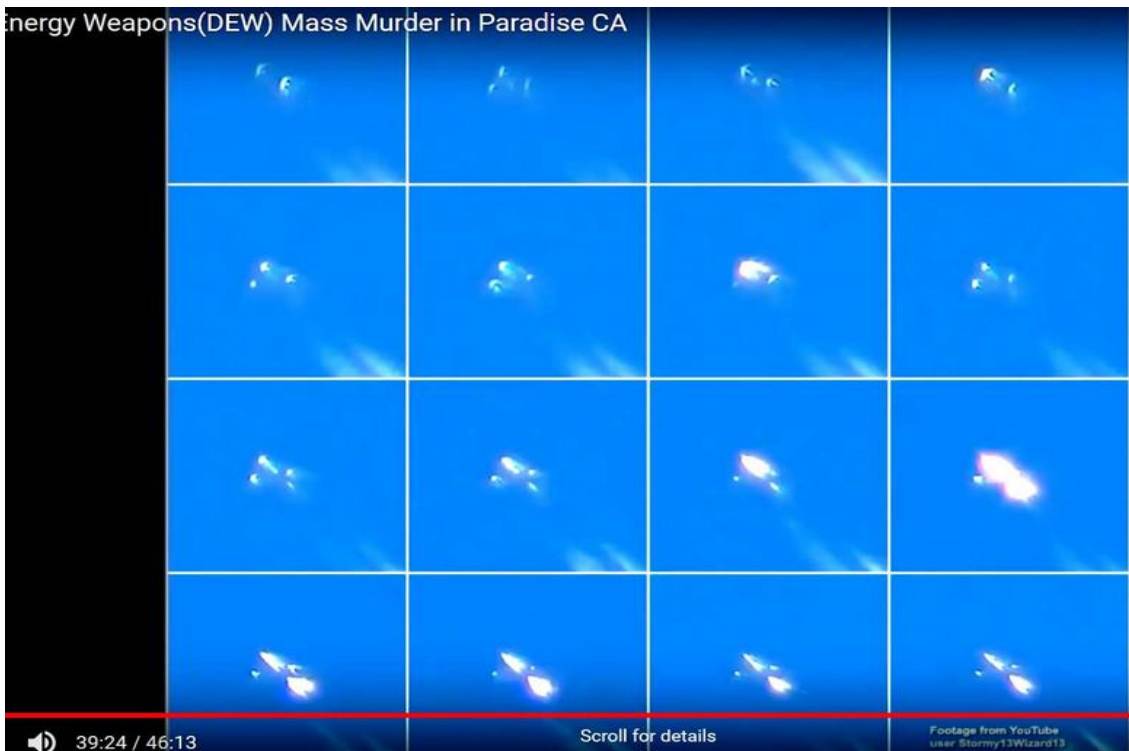 Energy Weapons(DEW) Mass Murder in Paradise CA
39:24 / 46:13
Scroll for details
Footage from YouTube
user Stormy13Wizard13